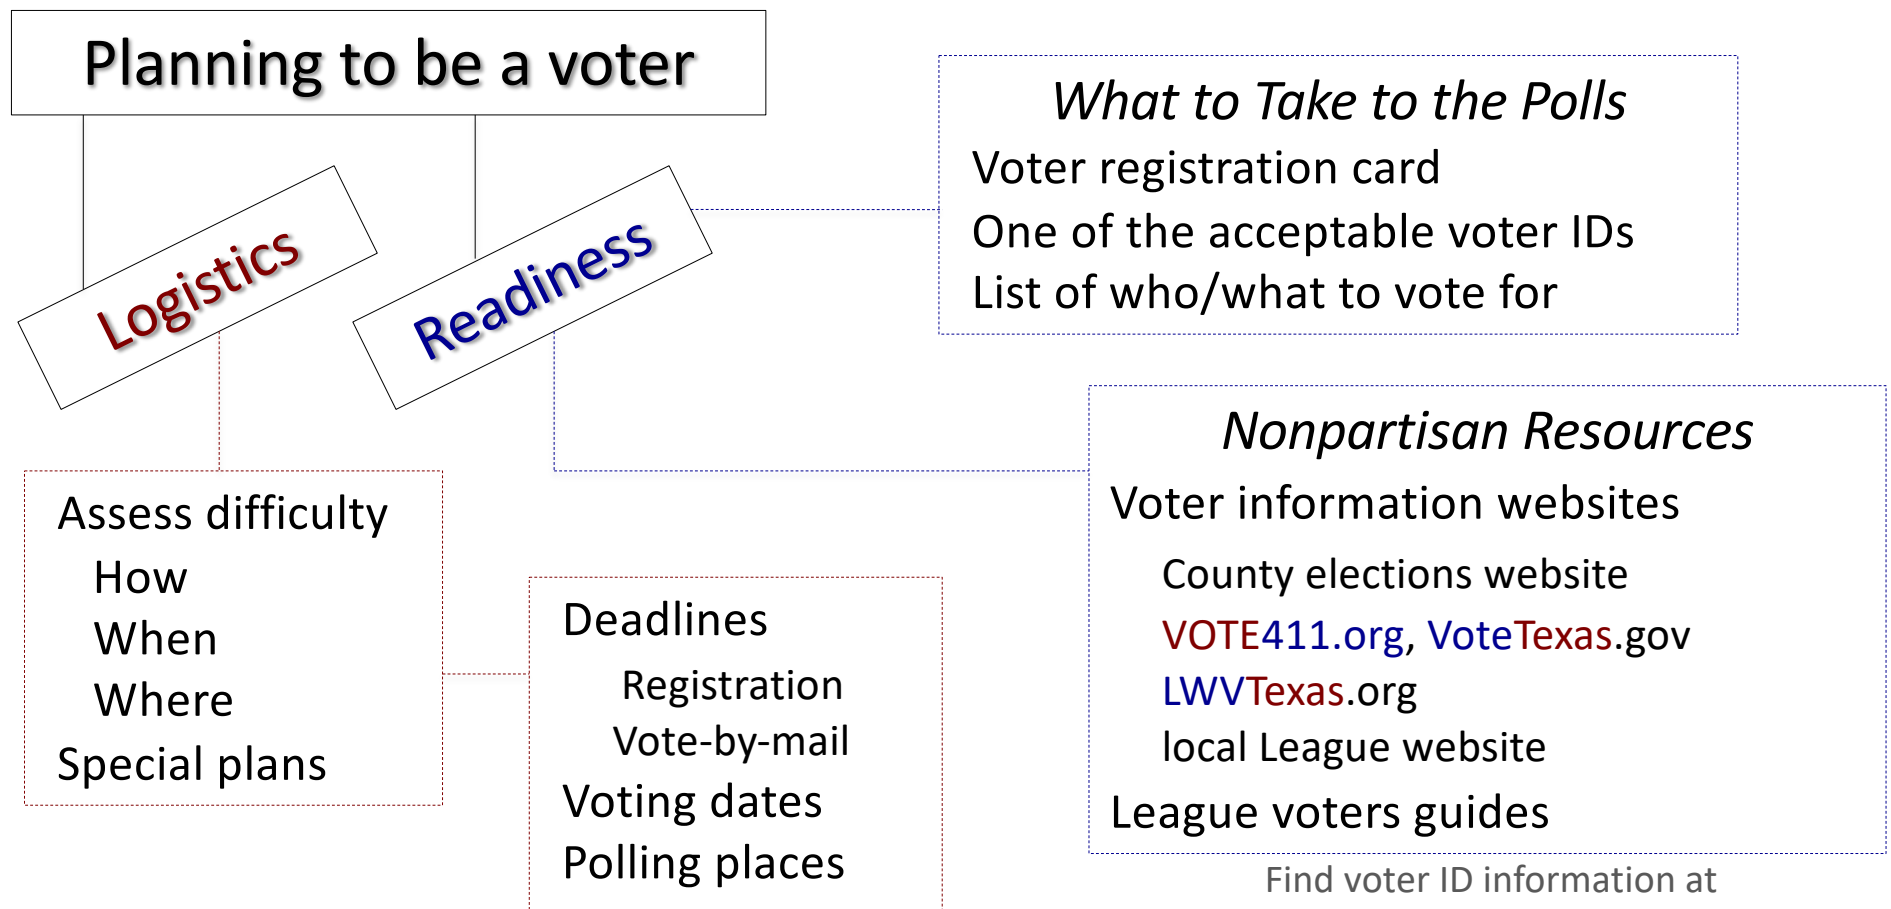 Planning to be a voter
Logistics
Readiness
What to Take to the Polls
Voter registration card
One of the acceptable voter IDs
List of who/what to vote for
Assess difficulty
How
When
Where
Special plans
Deadlines
Registration
Vote-by-mail
Voting dates
Polling places
Nonpartisan Resources
Voter information websites
County elections website
VOTE411.org, VoteTexas.gov
LWVTexas.org
local League website
League voters guides
Find voter ID information at